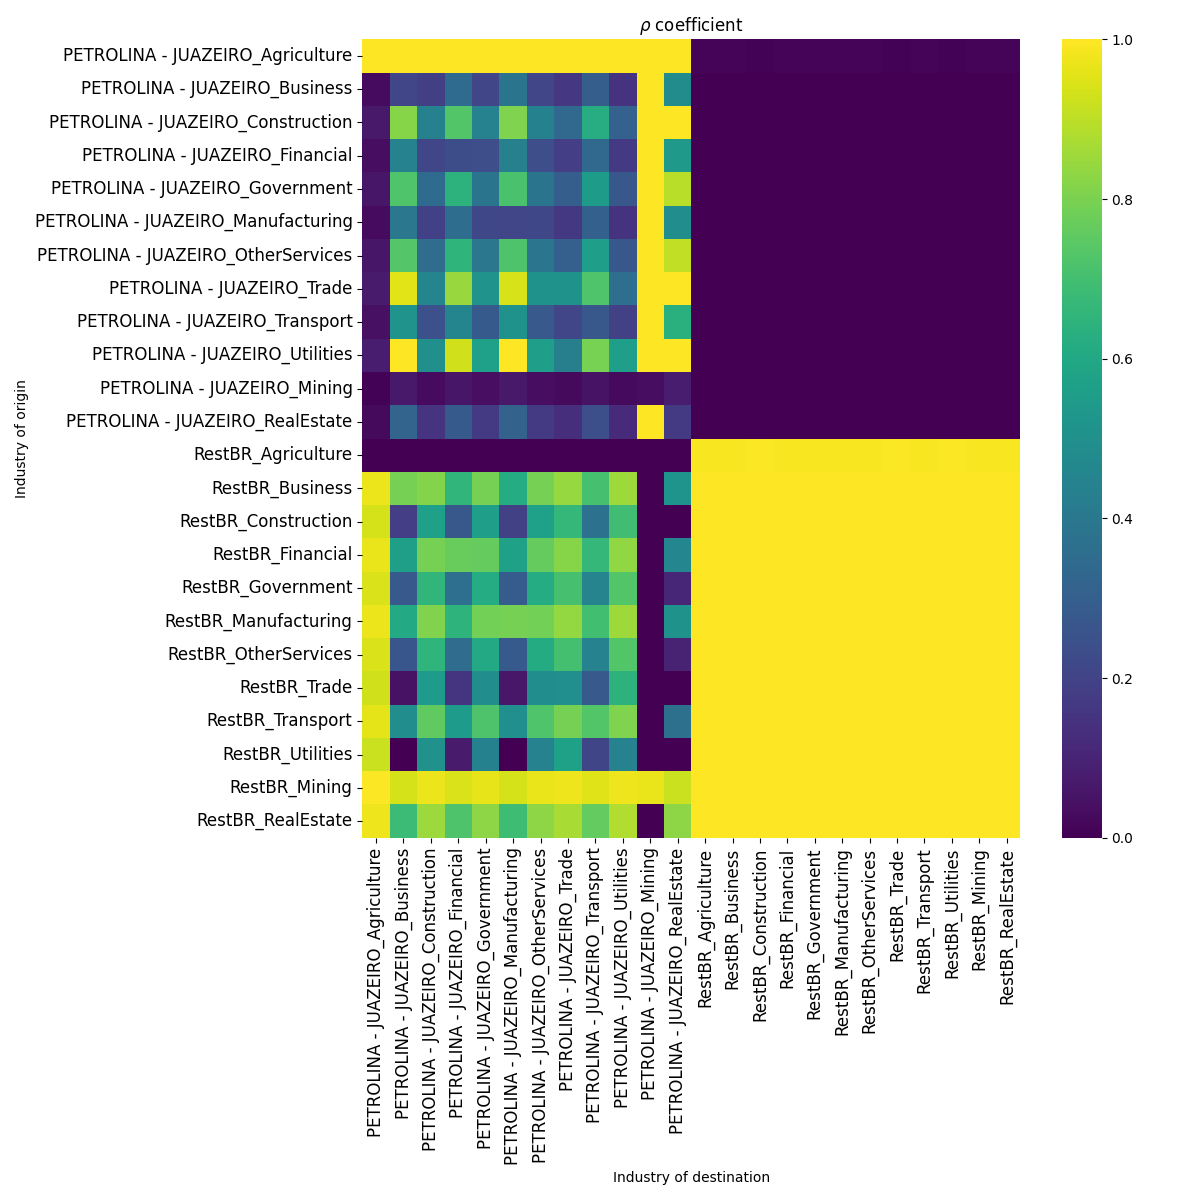 ρ coefficient
PETROLINA - JUAZEIRO_Agriculture
PETROLINA - JUAZEIRO_Business
PETROLINA - JUAZEIRO_Construction
PETROLINA - JUAZEIRO_Financial
PETROLINA - JUAZEIRO_Government
PETROLINA - JUAZEIRO_Manufacturing
PETROLINA - JUAZEIRO_OtherServices
PETROLINA - JUAZEIRO_Trade
PETROLINA - JUAZEIRO_Transport
PETROLINA - JUAZEIRO_Utilities
PETROLINA - JUAZEIRO_Mining
PETROLINA - JUAZEIRO_RealEstate
RestBR_Agriculture
RestBR_Business
RestBR_Construction
RestBR_Financial
RestBR_Government
RestBR_Manufacturing
RestBR_OtherServices
RestBR_Trade
RestBR_Transport
RestBR_Utilities
RestBR_Mining
RestBR_RealEstate
Industry of origin
PETROLINA - JUAZEIRO_Agriculture
PETROLINA - JUAZEIRO_Business
PETROLINA - JUAZEIRO_Construction
PETROLINA - JUAZEIRO_Financial
PETROLINA - JUAZEIRO_Government
PETROLINA - JUAZEIRO_Manufacturing
PETROLINA - JUAZEIRO_OtherServices
PETROLINA - JUAZEIRO_Trade
PETROLINA - JUAZEIRO_Transport
PETROLINA - JUAZEIRO_Utilities
PETROLINA - JUAZEIRO_Mining
PETROLINA - JUAZEIRO_RealEstate
RestBR_Agriculture
RestBR_Business
RestBR_Construction
RestBR_Financial
RestBR_Government
RestBR_Manufacturing
RestBR_OtherServices
RestBR_Trade
RestBR_Transport
RestBR_Utilities
RestBR_Mining
RestBR_RealEstate
Industry of destination
1.0
0.8
0.6
0.4
0.2
0.0